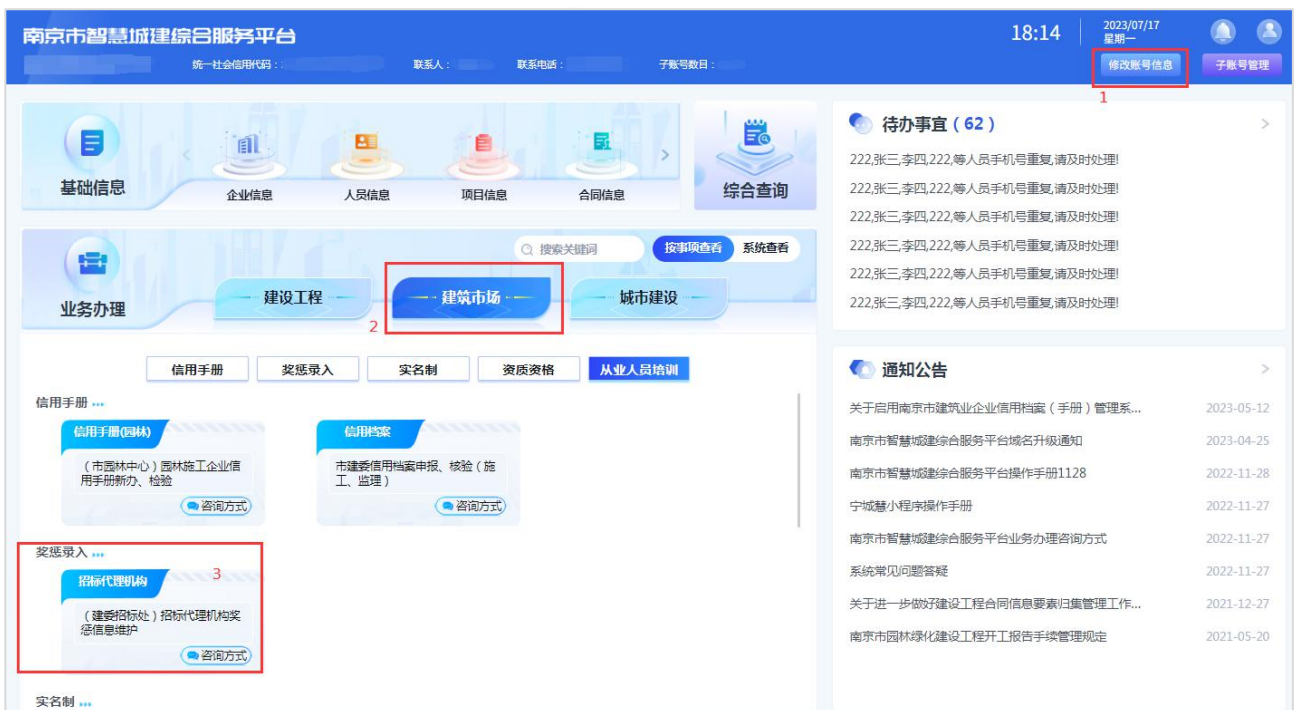 南京市智慧城建综合服务平台
18:14
2023/07/17
星期一
统一社会信用代码：
联系人：
联系电话：
子账号数目：
修改账号信息
子账号管理
1
基础信息
企业信息
人员信息
项目信息
合同信息
综合查询
业务办理
搜索关键词
按事项查看
系统查看
建设工程
建筑市场
城市建设
2
信用手册
奖惩录入
实名制
资质资格
从业人员培训
信用手册
信用手册(园林)
（市园林中心）园林施工企业信
用手册新办、检验
咨询方式
信用档案
市建委信用档案申报、核验（施
工、监理）
咨询方式
奖惩录入
招标代理机构
3
（建委招标处）招标代理机构奖
惩信息维护
咨询方式
实名制
待办事宜（62）
222,张三,李四,222,等人员手机号重复,请及时处理!
222,张三,李四,222,等人员手机号重复,请及时处理!
222,张三,李四,222,等人员手机号重复,请及时处理!
222,张三,李四,222,等人员手机号重复,请及时处理!
222,张三,李四,222,等人员手机号重复,请及时处理!
222,张三,李四,222,等人员手机号重复,请及时处理!
通知公告
关于启用南京市建筑业企业信用档案（手册）管理系... 2023-05-12
南京市智慧城建综合服务平台域名升级通知 2023-04-25
南京市智慧城建综合服务平台操作手册1128 2022-11-28
宁城慧小程序操作手册 2022-11-27
南京市智慧城建综合服务平台业务办理咨询方式 2022-11-27
系统常见问题答疑 2022-11-27
关于进一步做好建设工程合同信息要素归集管理工作... 2021-12-27
南京市园林绿化建设工程开工报告手续管理规定 2021-05-20